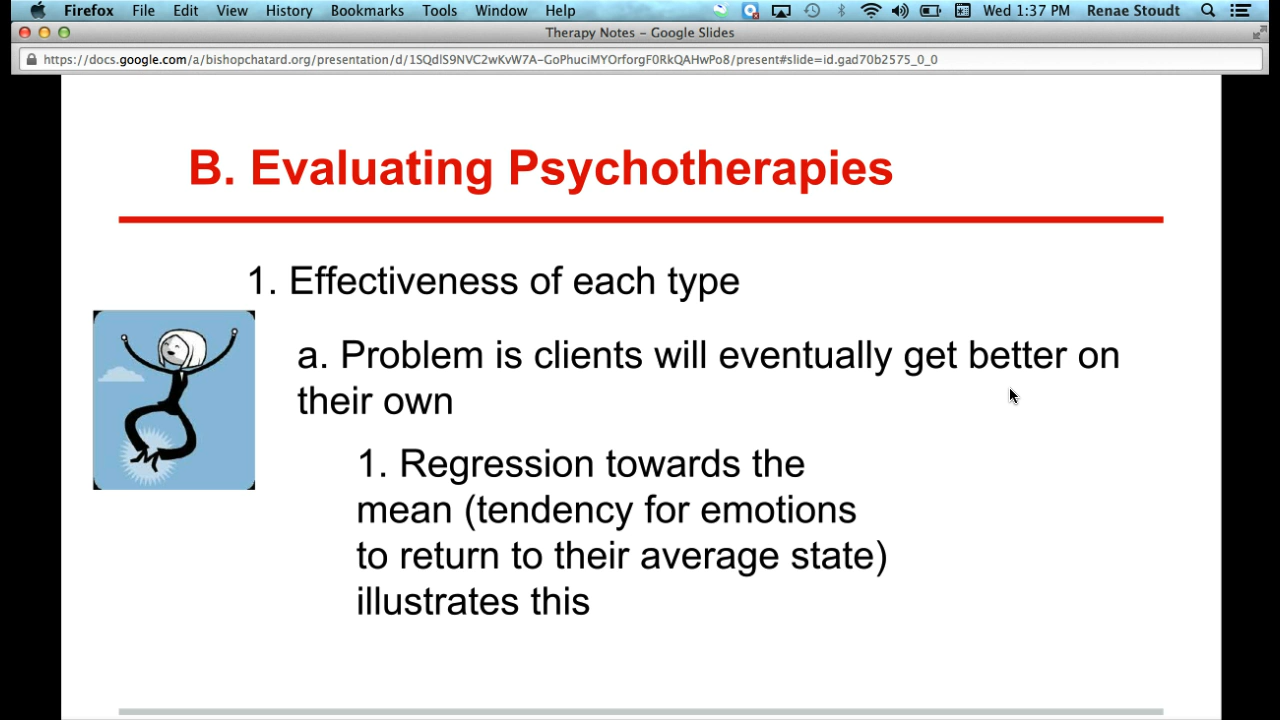 Firefox File Edit View History Bookmarks Tools Window Help Wed 1:37 PM Renae Stoudt
Therapy Notes – Google Slides
https://docs.google.com/a/bishopchatard.org/presentation/d/1SQdlS9NVC2wKvW7A-GoPhuciMYOrforgF0RkQAHwPo8/present#slide=id.gad70b2575_0_0
B. Evaluating Psychotherapies
1. Effectiveness of each type
a. Problem is clients will eventually get better on
their own
1. Regression towards the
mean (tendency for emotions
to return to their average state)
illustrates this